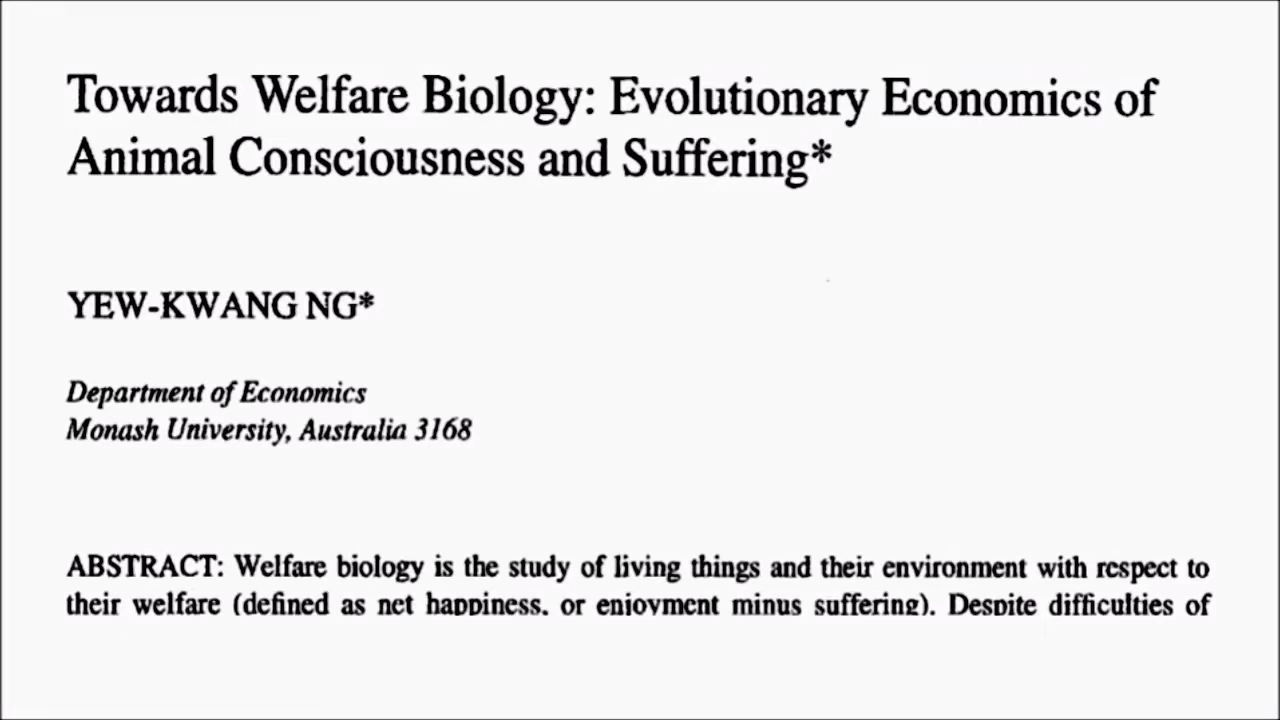 Towards Welfare Biology: Evolutionary Economics of
Animal Consciousness and Suffering*
YEW-KWANG NG*
Department of Economics
Monash University, Australia 3168
ABSTRACT: Welfare biology is the study of living things and their environment with respect to
their welfare (defined as net happiness, or enjoyment minus suffering). Despite difficulties of